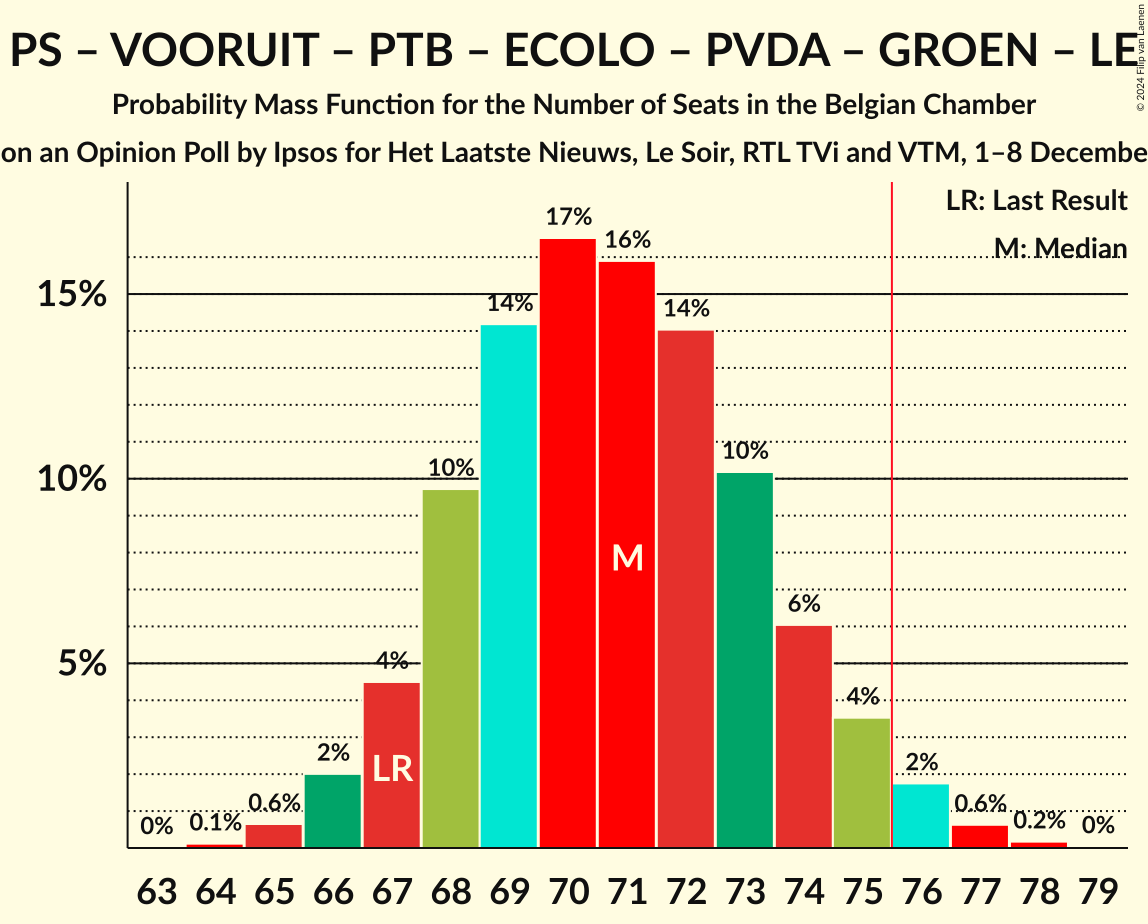 PS – VOORUIT – PTB – ECOLO – PVDA – GROEN – LE
Probability Mass Function for the Number of Seats in the Belgian Chamber
on an Opinion Poll by Ipsos for Het Laatste Nieuws, Le Soir, RTL TVi and VTM, 1–8 Decembe
© 2024 Filip van Laenen
LR: Last Result
M: Median
15%
10%
5%
0% 0.1% 0.6% 2% 4% 10% 14% 17% 16% 14% 10% 6% 4% 2% 0.6% 0.2% 0%
LR
M
63 64 65 66 67 68 69 70 71 72 73 74 75 76 77 78 79